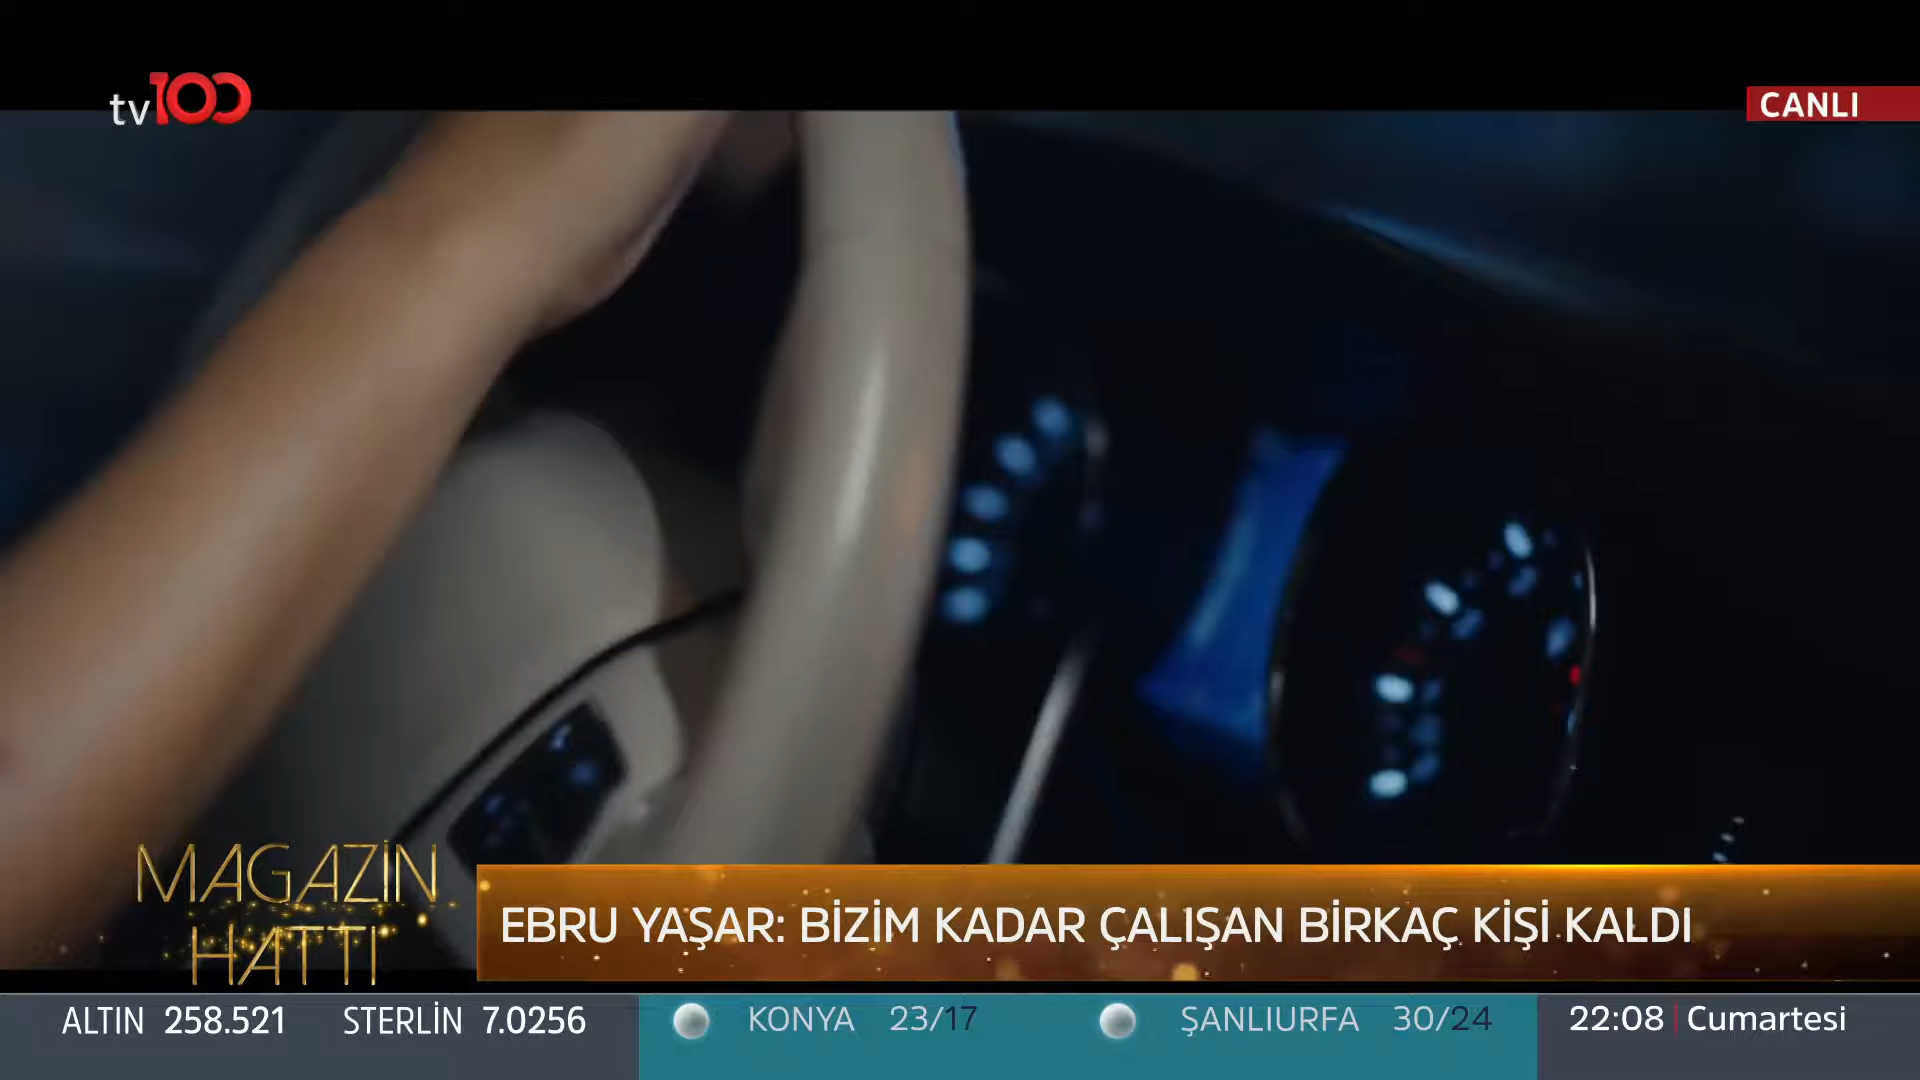 tv100
CANLI
MAGAZİN
HATTI
EBRU YAŞAR: BİZİM KADAR ÇALIŞAN BİRKAÇ KİŞİ KALDI
ALTIN 258.521 STERLİN 7.0256 KONYA 23/17 ŞANLIURFA 30/24 22:08 Cumartesi